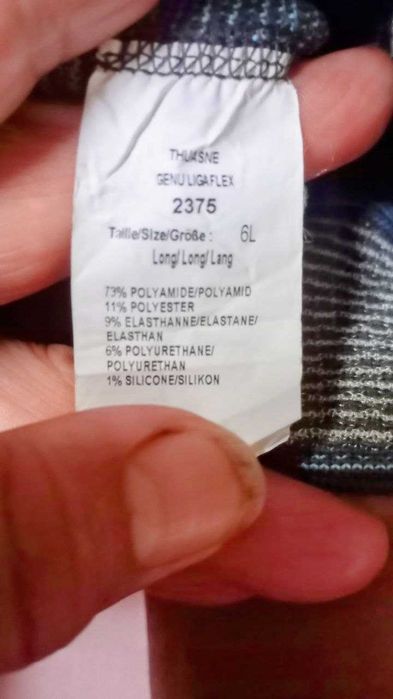 THUASNE
GENU LIGAFLEX
2375
Taille/Size/Größe : 6L
Long/ Long/ Lang
73% POLYAMIDE/POLYAMID
11% POLYESTER
9% ELASTHANNE/ELASTANE/
ELASTHAN
6% POLYURETHANE/
POLYURETHAN
1% SILICONE/SILIKON